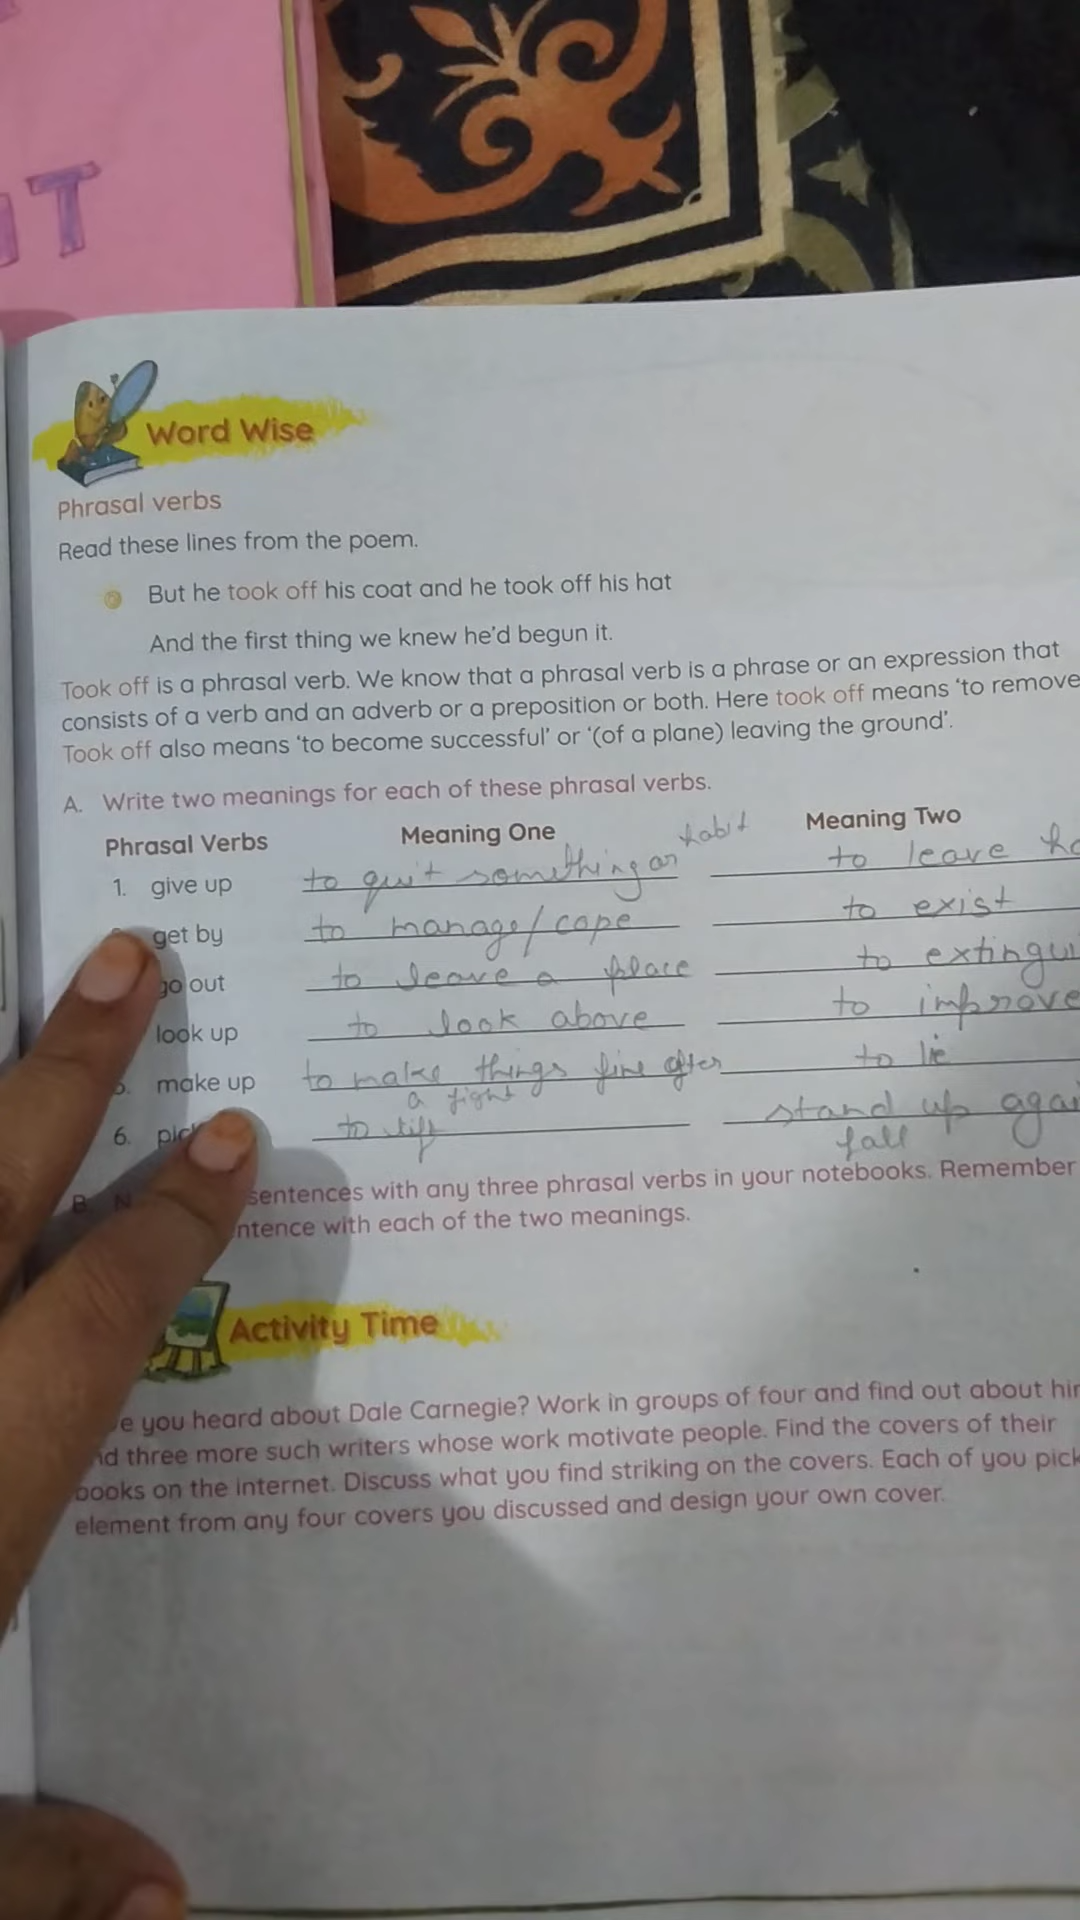 IT
Word Wise
Phrasal verbs
Read these lines from the poem.
But he took off his coat and he took off his hat
And the first thing we knew he'd begun it.
Took off is a phrasal verb. We know that a phrasal verb is a phrase or an expression that
consists of a verb and an adverb or a preposition or both. Here took off means 'to remove
Took off also means 'to become successful' or '(of a plane) leaving the ground'.
A. Write two meanings for each of these phrasal verbs.
Phrasal Verbs Meaning One Meaning Two
habit
1. give up to quit something or to leave
get by to manage/cope to exist
go out to leave a place to extingui
look up to look above to improve
5. make up to make things fine after to lie
a fight
6. pic to stand up agai
fall
B. sentences with any three phrasal verbs in your notebooks. Remember
ntence with each of the two meanings.
Activity Time
e you heard about Dale Carnegie? Work in groups of four and find out about him
nd three more such writers whose work motivate people. Find the covers of their
books on the internet. Discuss what you find striking on the covers. Each of you pick
element from any four covers you discussed and design your own cover.